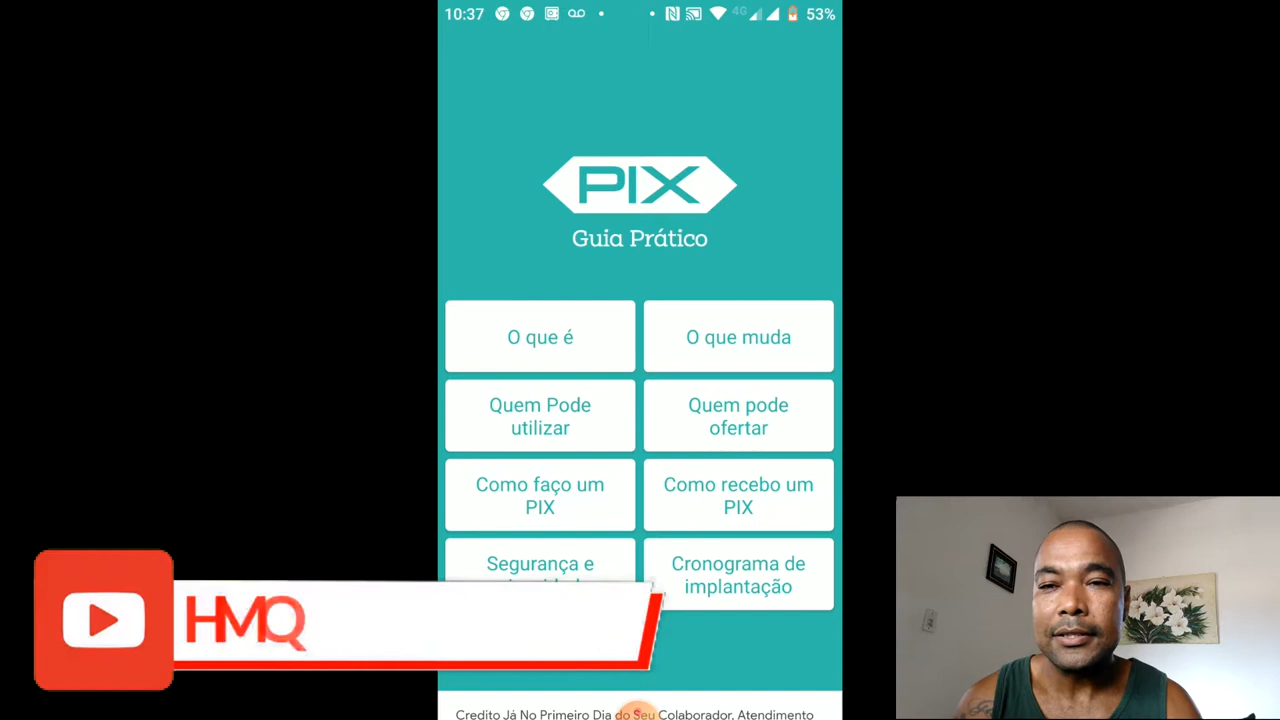 10:37
4G
53%
PIX
Guia Prático
O que é
O que muda
Quem Pode
utilizar
Quem pode
ofertar
Como faço um
PIX
Como recebo um
PIX
Segurança e
Cronograma de
implantação
HMQ
Credito Já No Primeiro Dia do Seu Colaborador. Atendimento